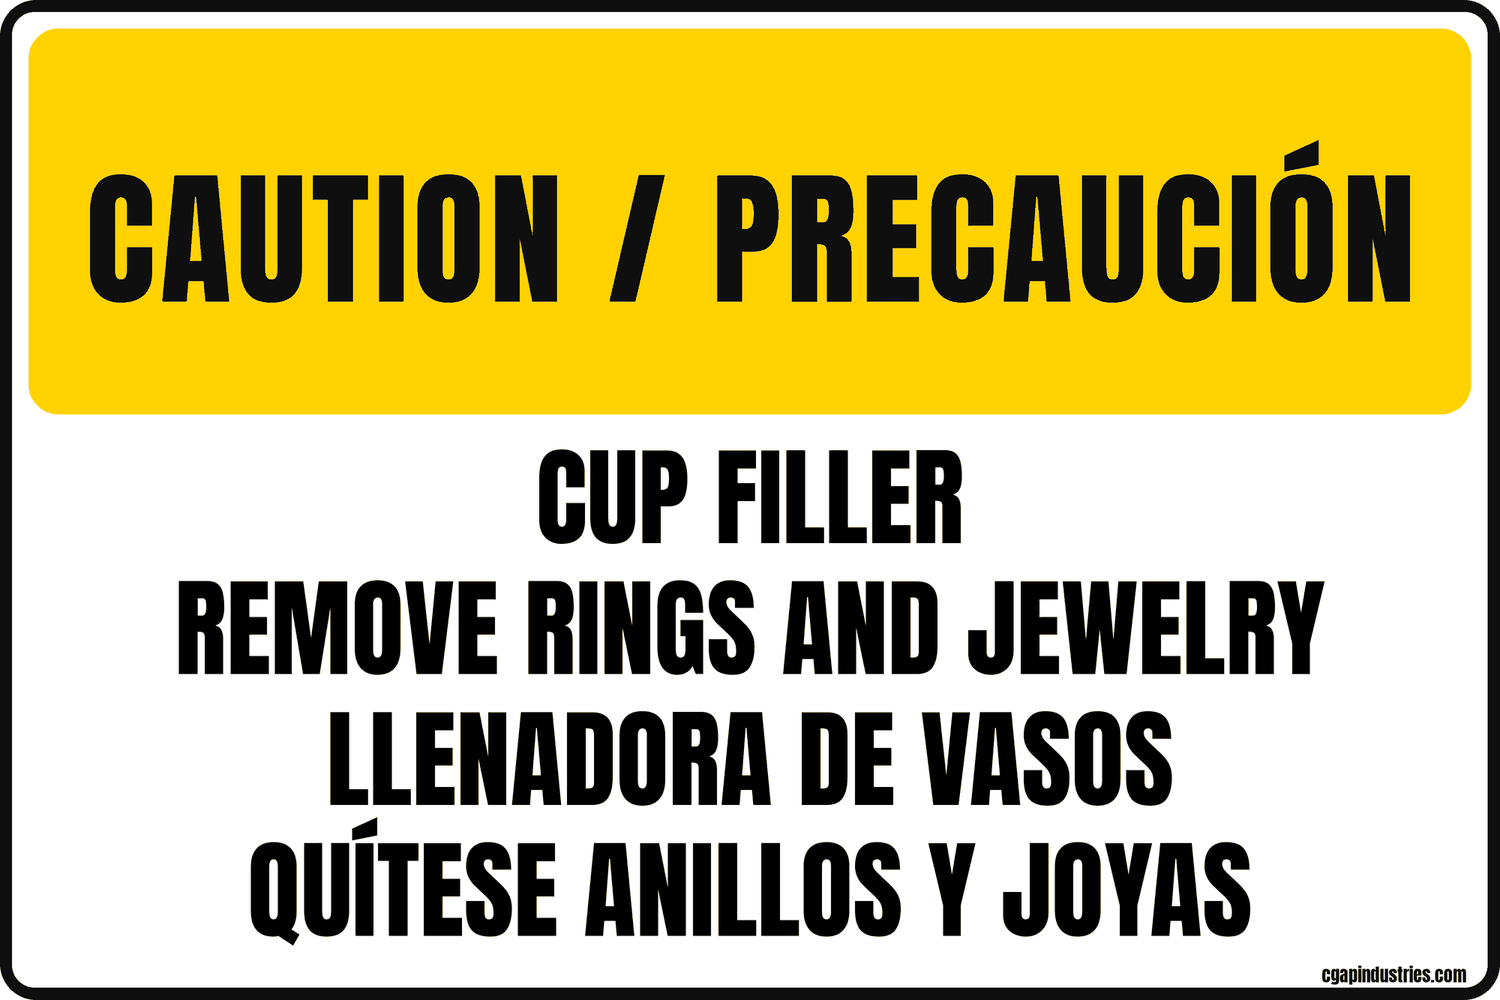 CAUTION / PRECAUCIÓN
CUP FILLER
REMOVE RINGS AND JEWELRY
LLENADORA DE VASOS
QUÍTESE ANILLOS Y JOYAS
cgapindustries.com